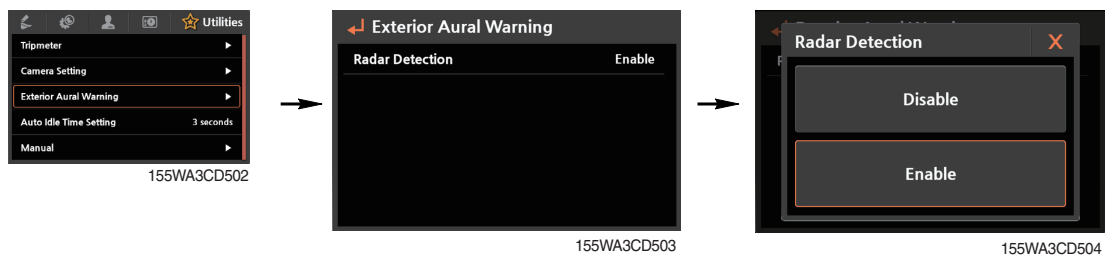 Utilities
Tripmeter
Camera Setting
Exterior Aural Warning
Auto Idle Time Setting 3 seconds
Manual
155WA3CD502
Exterior Aural Warning
Radar Detection Enable
155WA3CD503
Radar Detection X
Disable
Enable
155WA3CD504